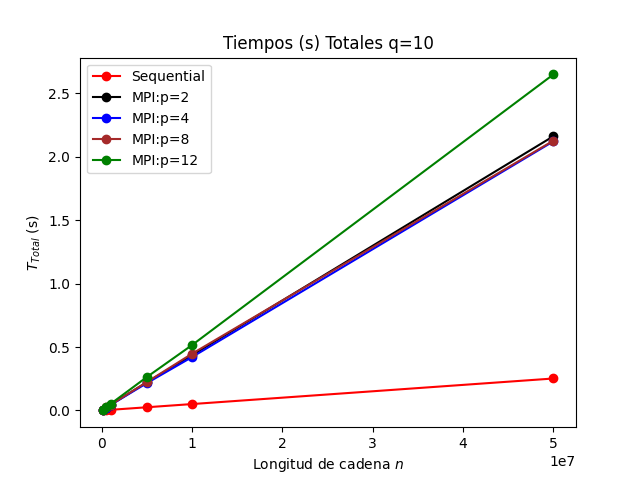 Tiempos (s) Totales q=10
Sequential
MPI:p=2
MPI:p=4
MPI:p=8
MPI:p=12
T_Total (s)
2.5
2.0
1.5
1.0
0.5
0.0
0 1 2 3 4 5
1e7
Longitud de cadena n